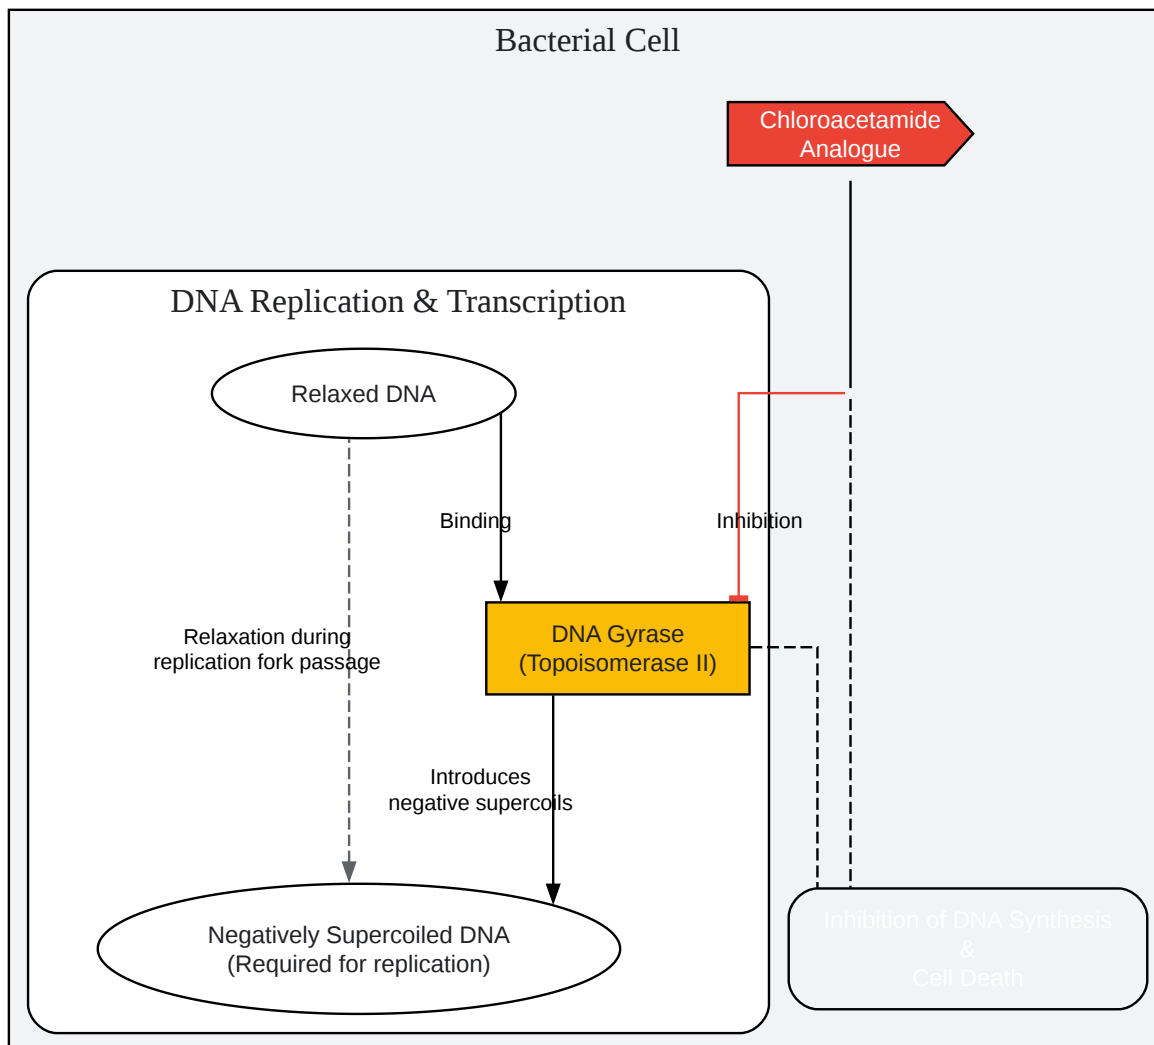 Bacterial Cell
Chloroacetamide
Analogue
DNA Replication & Transcription
Relaxed DNA
Binding
Inhibition
DNA Gyrase
(Topoisomerase II)
Relaxation during
replication fork passage
Introduces
negative supercoils
Negatively Supercoiled DNA
(Required for replication)
Inhibition of DNA Synthesis
&
Cell Death